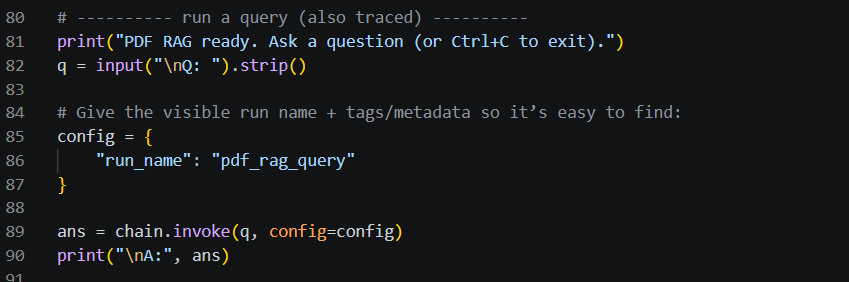 80 # ---------- run a query (also traced) ----------
81 print("PDF RAG ready. Ask a question (or Ctrl+C to exit).")
82 q = input("\nQ: ").strip()
83
84 # Give the visible run name + tags/metadata so it’s easy to find:
85 config = {
86     "run_name": "pdf_rag_query"
87 }
88
89 ans = chain.invoke(q, config=config)
90 print("\nA:", ans)
91